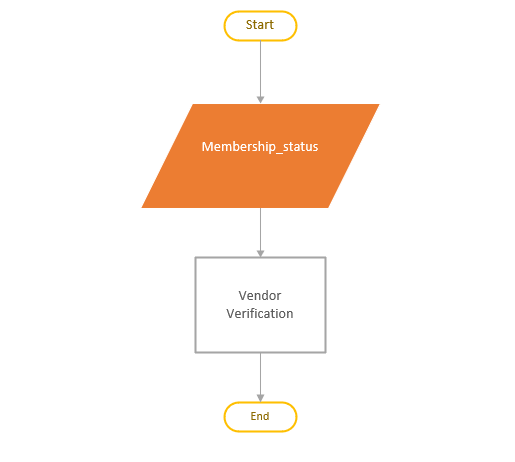 Start
Membership_status
Vendor
Verification
End